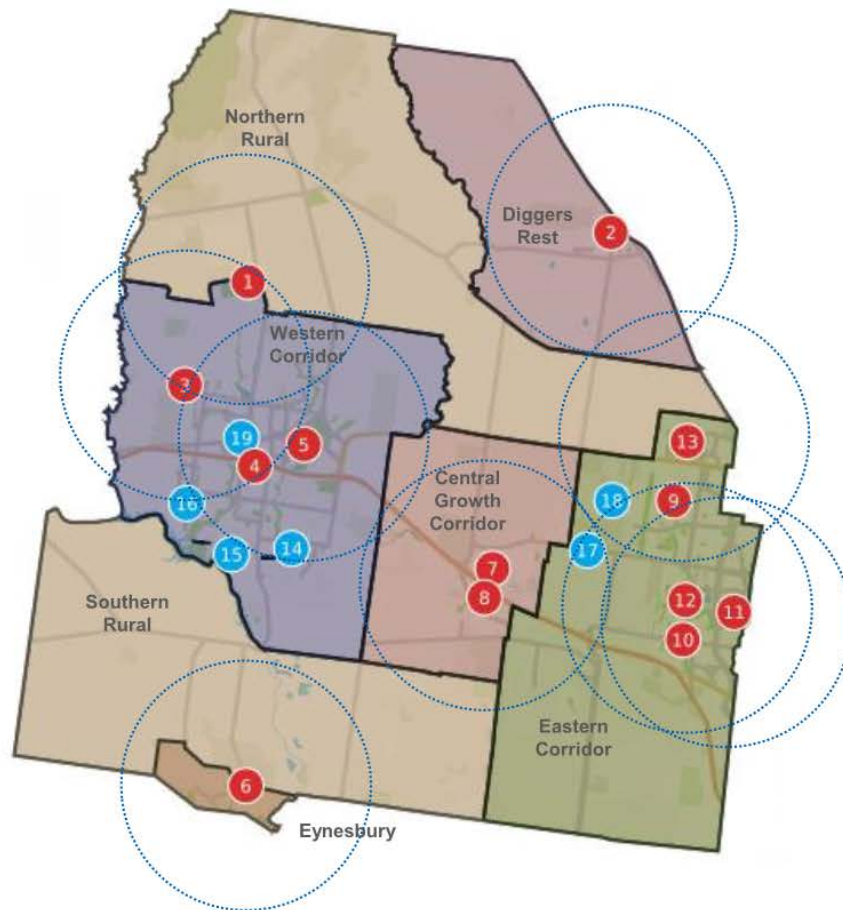 Northern
Rural
Diggers
Rest
2
1
Western
Corridor
3
19
5
4
13
Central
Growth
Corridor
16
18
9
15
14
17
7
8
12
11
10
Southern
Rural
Eastern
Corridor
6
Eynesbury